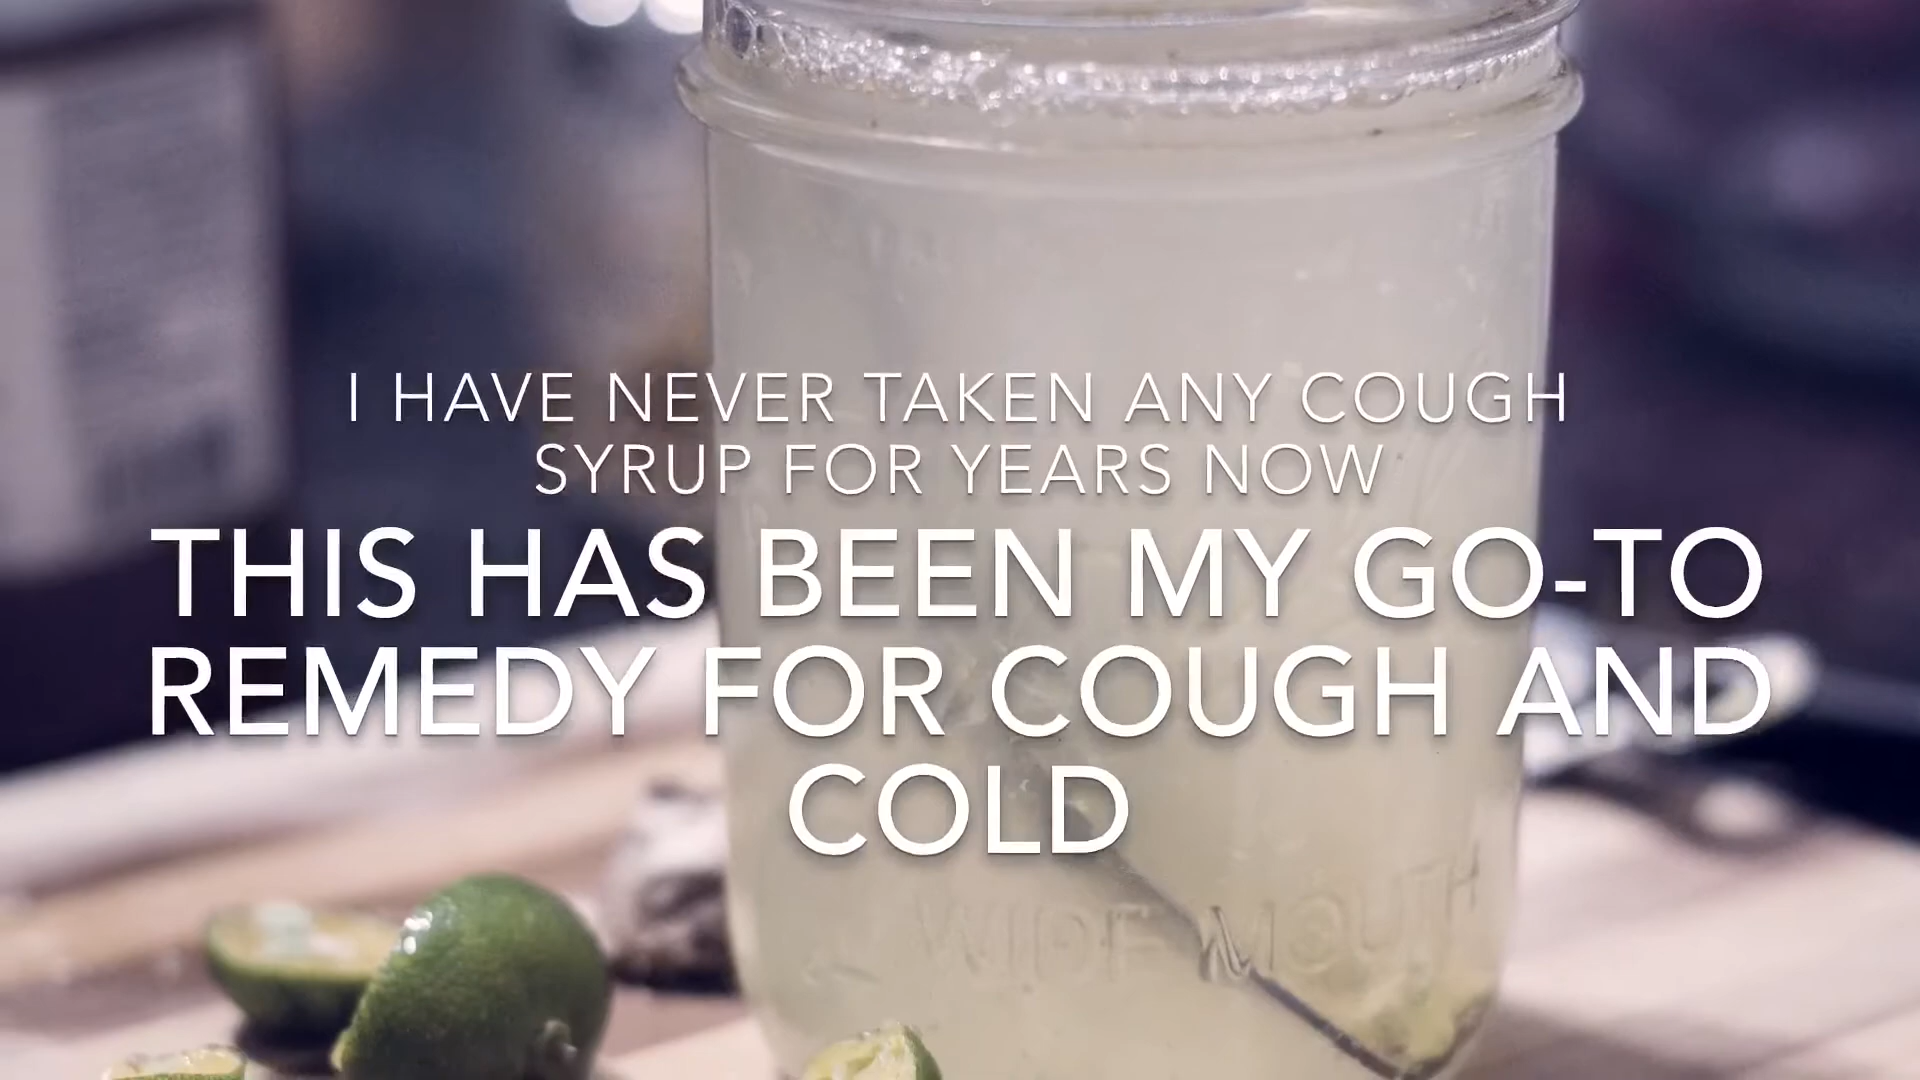 I HAVE NEVER TAKEN ANY COUGH
SYRUP FOR YEARS NOW
THIS HAS BEEN MY GO-TO
REMEDY FOR COUGH AND
COLD
WIDE MOUTH